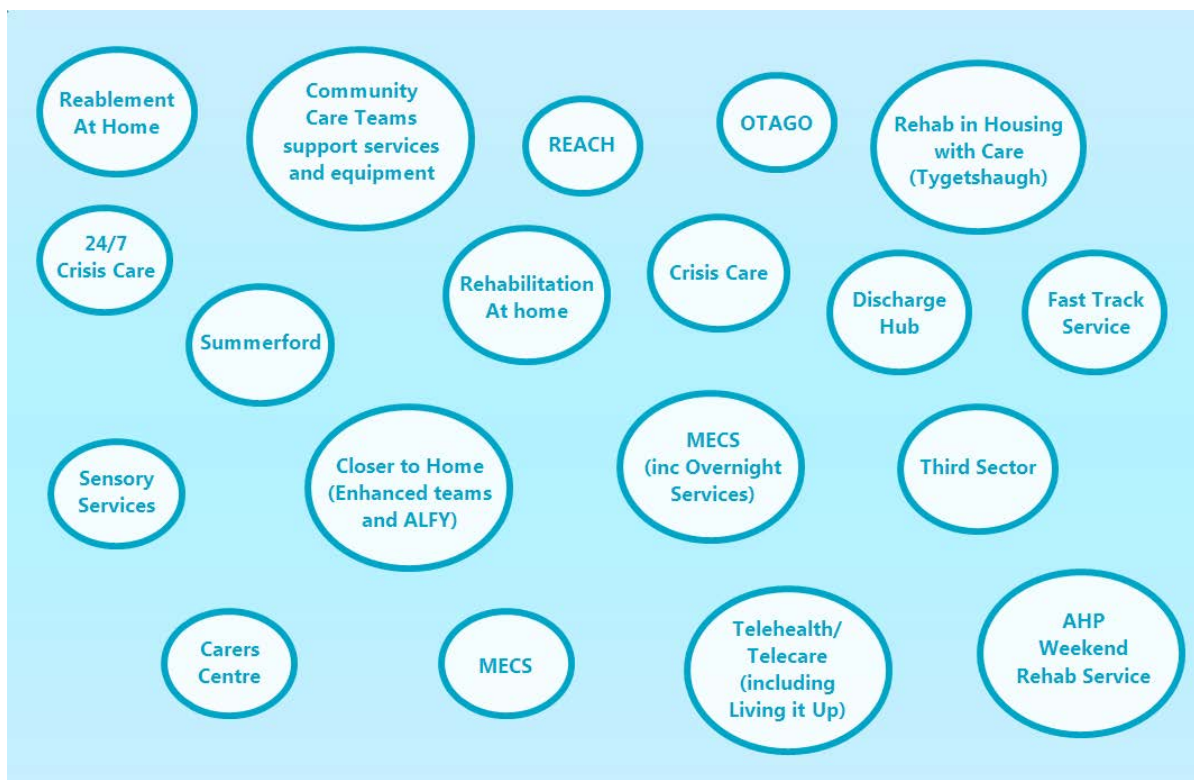 Reablement
At Home
Community
Care Teams
support services
and equipment
REACH
OTAGO
Rehab in Housing
with Care
(Tygetshaugh)
24/7
Crisis Care
Summerford
Rehabilitation
At home
Crisis Care
Discharge
Hub
Fast Track
Service
Sensory
Services
Closer to Home
(Enhanced teams
and ALFY)
MECS
(inc Overnight
Services)
Third Sector
Carers
Centre
MECS
Telehealth/
Telecare
(including
Living it Up)
AHP
Weekend
Rehab Service